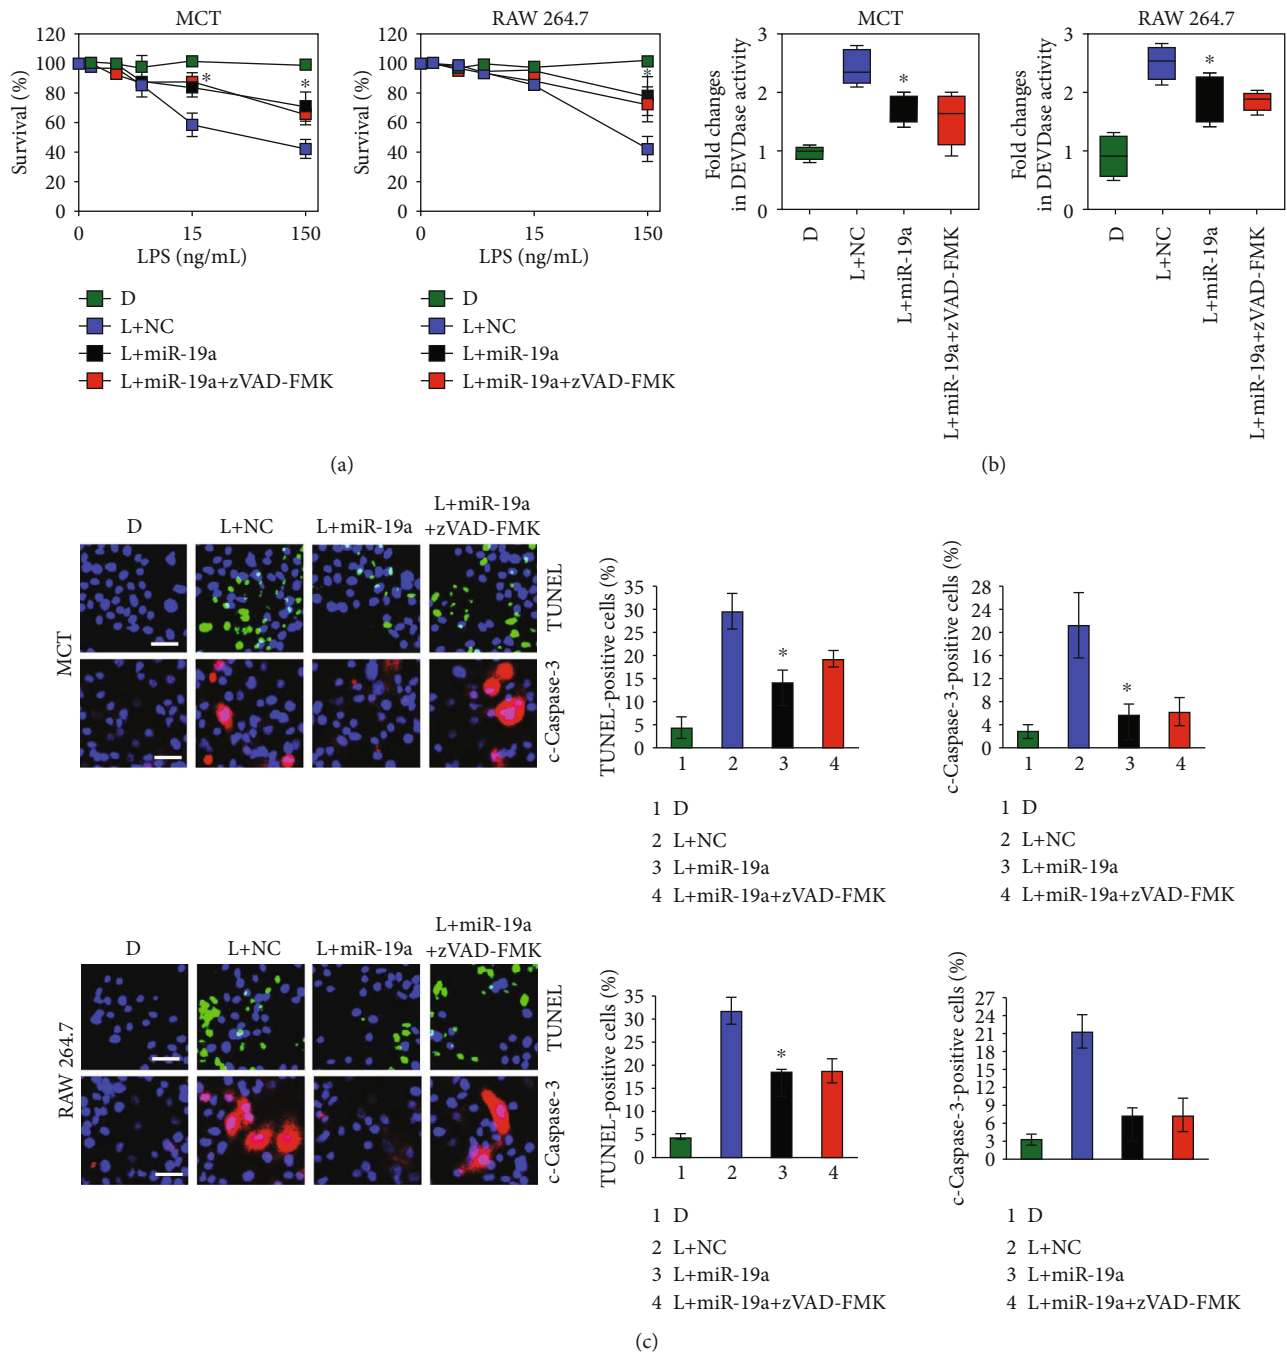 MCT
120
100
80
60
40
20
0
Survival (%)
0 15 150
LPS (ng/mL)
*
*
D
L+NC
L+miR-19a
L+miR-19a+zVAD-FMK
RAW 264.7
120
100
80
60
40
20
0
Survival (%)
0 15 150
LPS (ng/mL)
*
D
L+NC
L+miR-19a
L+miR-19a+zVAD-FMK
(a)
MCT
3
2
1
0
Fold changes
in DEVDase activity
*
D
L+NC
L+miR-19a
L+miR-19a+zVAD-FMK
RAW 264.7
3
2
1
0
Fold changes
in DEVDase activity
*
D
L+NC
L+miR-19a
L+miR-19a+zVAD-FMK
(b)
D L+NC L+miR-19a L+miR-19a
+zVAD-FMK
MCT
TUNEL
c-Caspase-3
35
30
25
20
15
10
5
0
TUNEL-positive cells (%)
*
1 2 3 4
1 D
2 L+NC
3 L+miR-19a
4 L+miR-19a+zVAD-FMK
28
24
20
16
12
8
4
0
c-Caspase-3-positive cells (%)
*
1 2 3 4
1 D
2 L+NC
3 L+miR-19a
4 L+miR-19a+zVAD-FMK
D L+NC L+miR-19a L+miR-19a
+zVAD-FMK
RAW 264.7
TUNEL
c-Caspase-3
35
30
25
20
15
10
5
0
TUNEL-positive cells (%)
*
1 2 3 4
1 D
2 L+NC
3 L+miR-19a
4 L+miR-19a+zVAD-FMK
27
24
21
18
15
12
9
6
3
0
c-Caspase-3-positive cells (%)
1 D
2 L+NC
3 L+miR-19a
4 L+miR-19a+zVAD-FMK
(c)